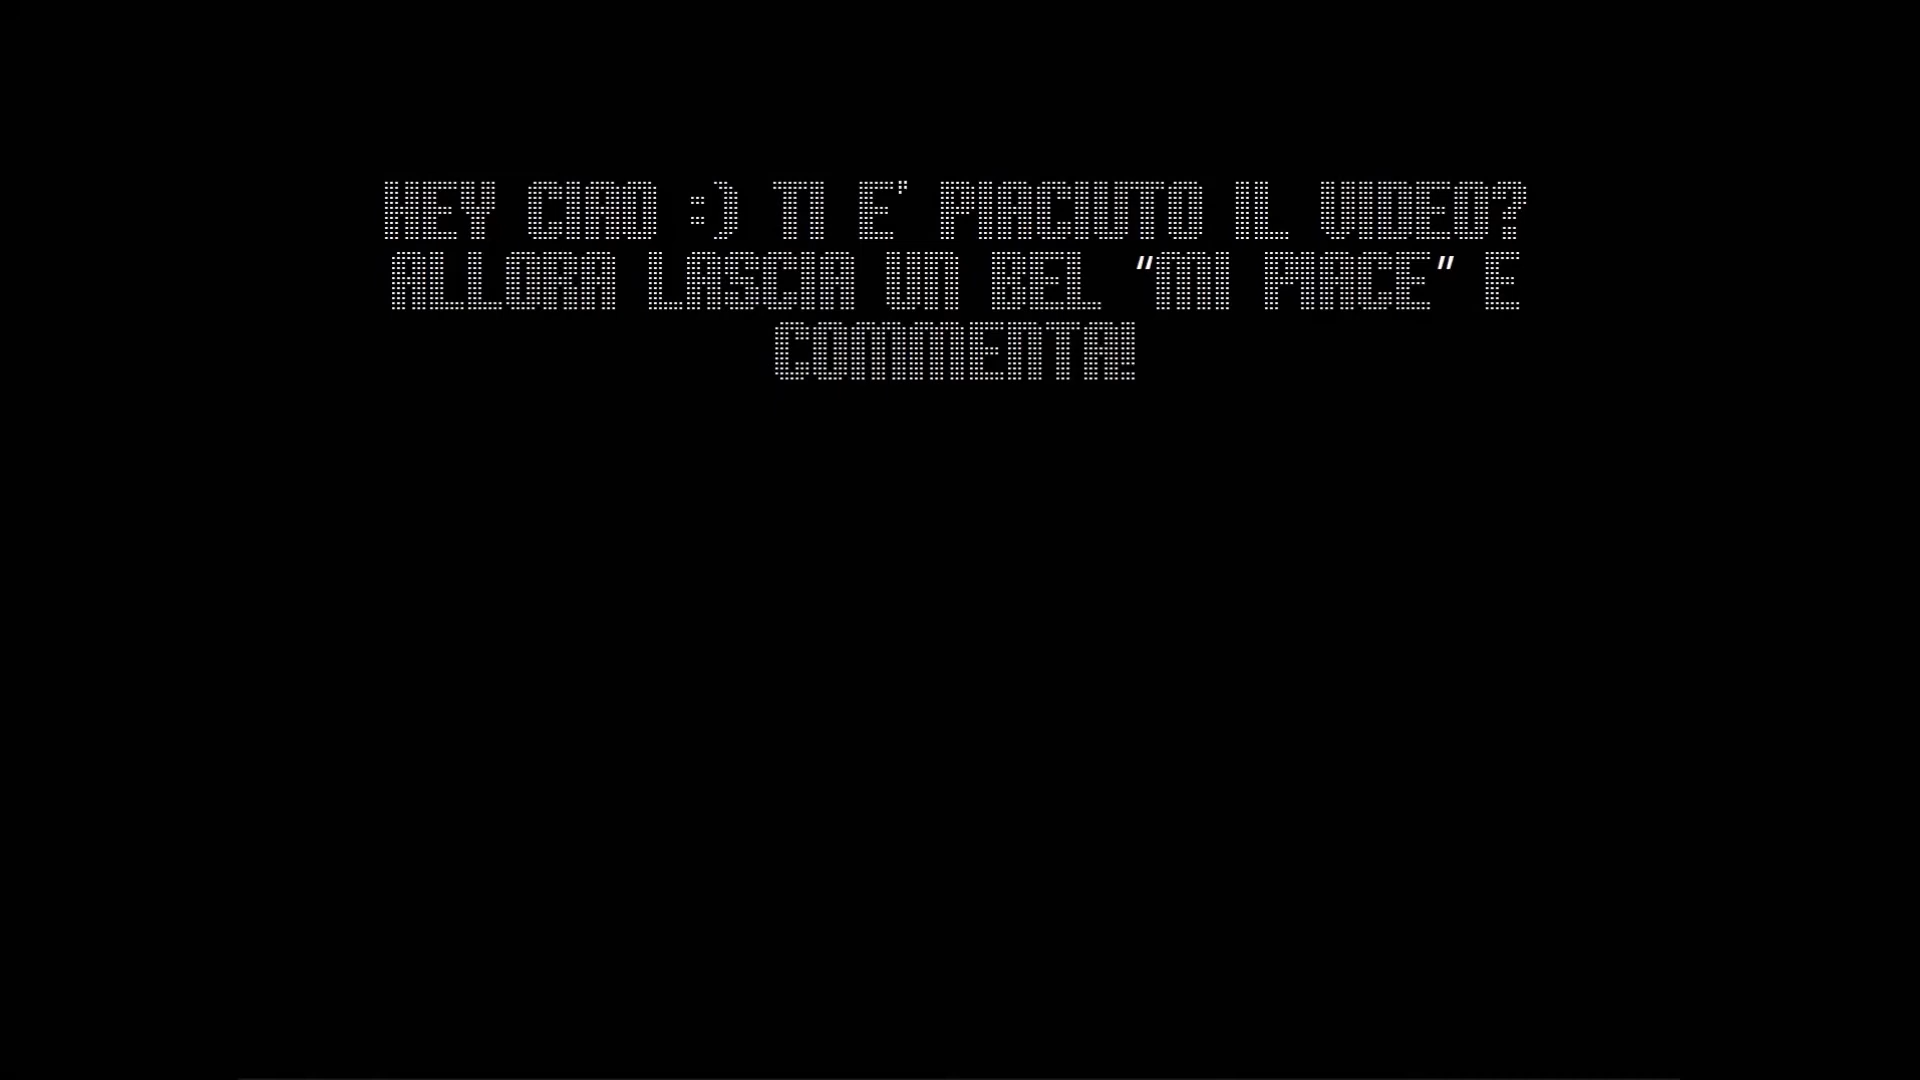 HEY CIAO :) TI E' PIACIUTO IL VIDEO?
ALLORA LASCIA UN BEL “MI PIACE” E
COMMENTA!